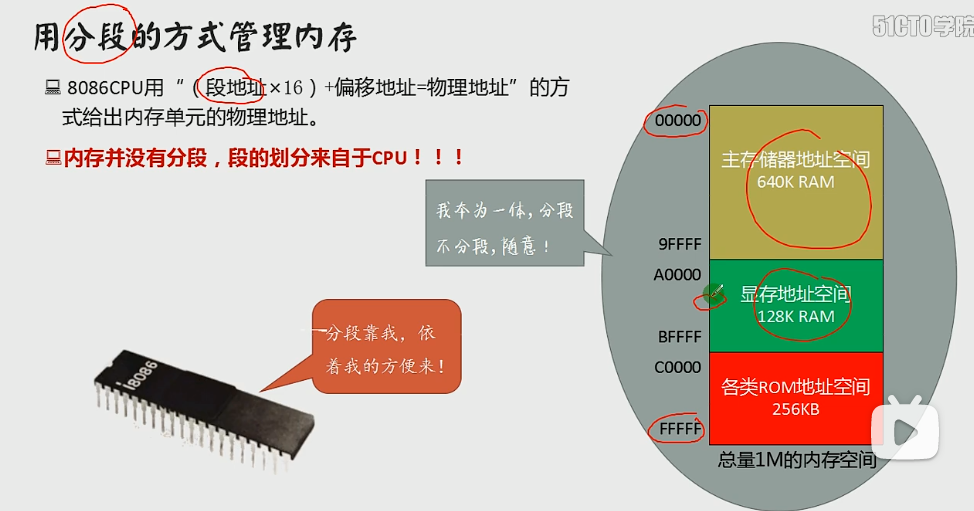 51CTO学院
用分段的方式管理内存
8086CPU用“（段地址×16）+偏移地址=物理地址”的方
式给出内存单元的物理地址。
内存并没有分段，段的划分来自于CPU！！！
我本为一体,分段
不分段,随意！
分段靠我，依
着我的方便来！
i8086
00000
主存储器地址空间
640K RAM
9FFFF
A0000
显存地址空间
128K RAM
BFFFF
C0000
各类ROM地址空间
256KB
FFFFF
总量1M的内存空间